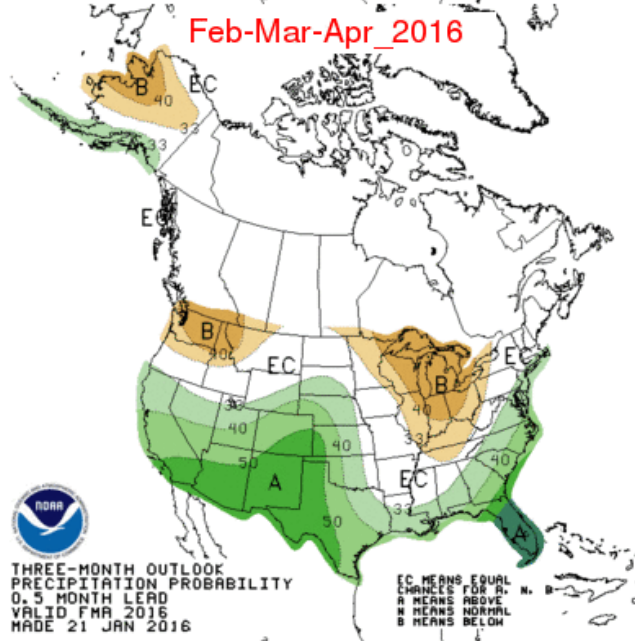 Feb-Mar-Apr_2016
B
EC
40
33
A
33
EC
B
40
EC
EC
B
33
40
40
33
50
40
40
A
EC
33
50
A
NOAA
THREE-MONTH OUTLOOK
PRECIPITATION PROBABILITY
0.5 MONTH LEAD
VALID FMA 2016
MADE 21 JAN 2016
EC MEANS EQUAL
CHANCES FOR A, N, B
A MEANS ABOVE
N MEANS NORMAL
B MEANS BELOW